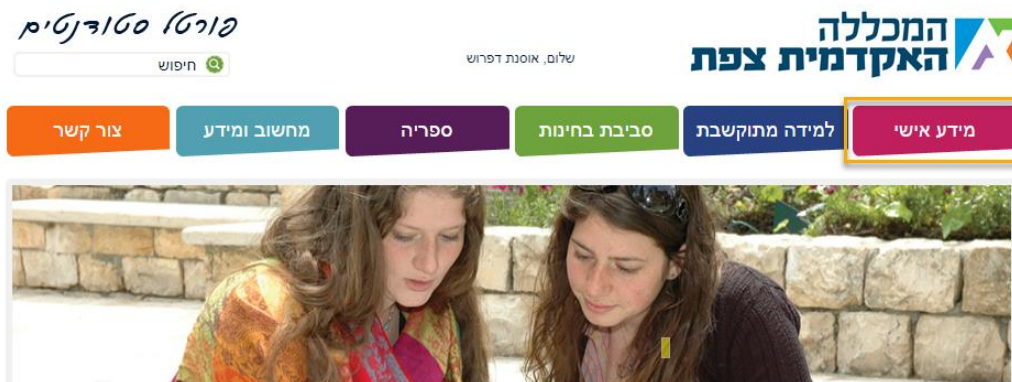 פורטל סטודנטים
המכללה
האקדמית צפת
שלום, אוסנת דפרוש
חיפוש
מידע אישי
למידה מתוקשבת
סביבת בחינות
ספריה
מחשוב ומידע
צור קשר